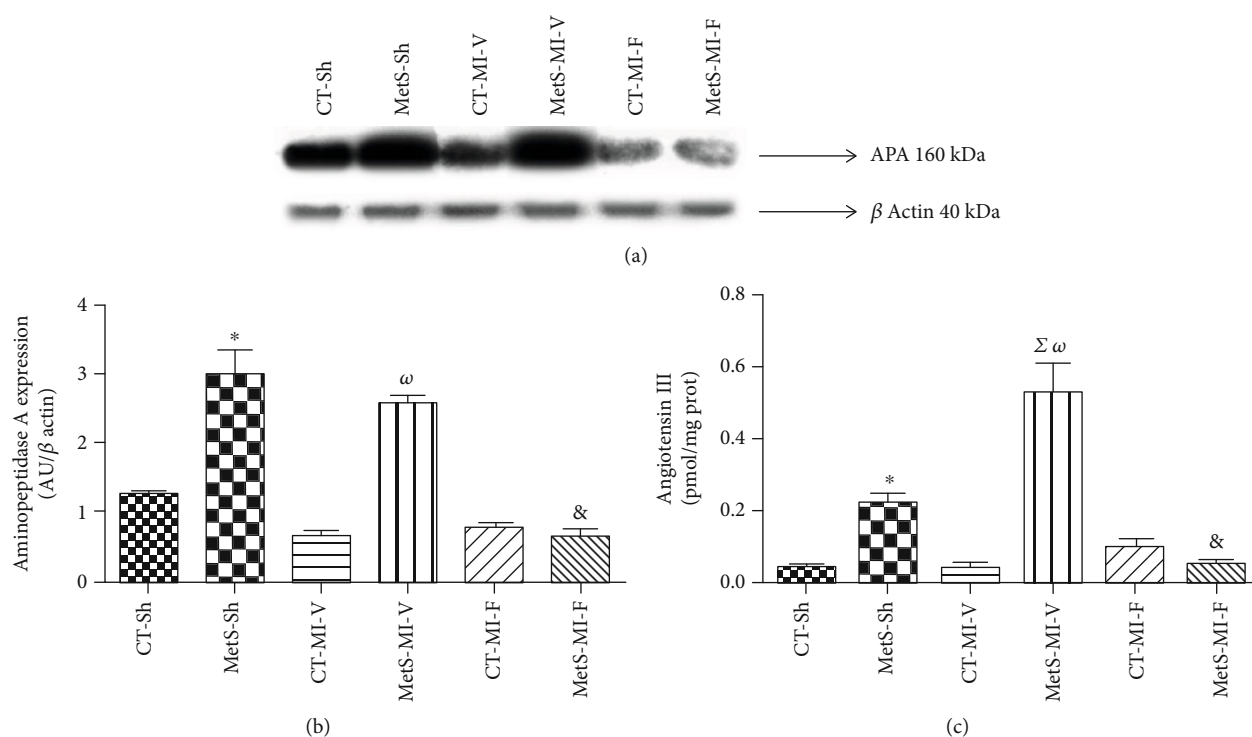 CT-Sh
MetS-Sh
CT-MI-V
MetS-MI-V
CT-MI-F
MetS-MI-F
APA 160 kDa
β Actin 40 kDa
(a)
Aminopeptidase A expression
(AU/β actin)
4
3
2
1
0
*
ω
&
CT-Sh
MetS-Sh
CT-MI-V
MetS-MI-V
CT-MI-F
MetS-MI-F
(b)
Angiotensin III
(pmol/mg prot)
0.8
0.6
0.4
0.2
0.0
*
Σ ω
&
CT-Sh
MetS-Sh
CT-MI-V
MetS-MI-V
CT-MI-F
MetS-MI-F
(c)